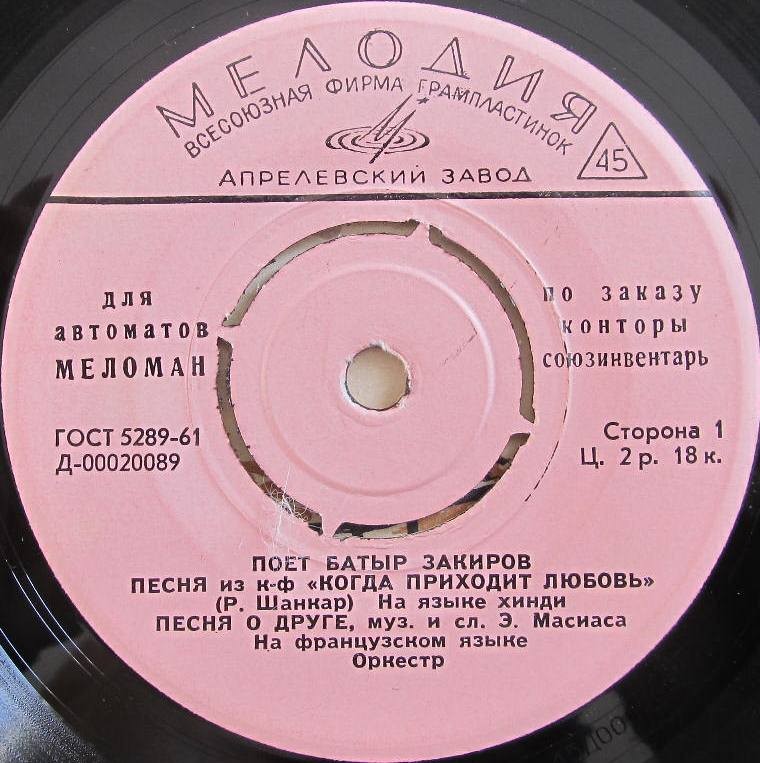 МЕЛОДИЯ
ВСЕСОЮЗНАЯ ФИРМА ГРАМПЛАСТИНОК
45
АПРЕЛЕВСКИЙ ЗАВОД
для
автоматов
МЕЛОМАН
по заказу
конторы
союзинвентарь
ГОСТ 5289-61
Д-00020089
Сторона 1
Ц. 2 р. 18 к.
ПОЕТ БАТЫР ЗАКИРОВ
ПЕСНЯ из к-ф «КОГДА ПРИХОДИТ ЛЮБОВЬ»
(Р. Шанкар) На языке хинди
ПЕСНЯ О ДРУГЕ, муз. и сл. Э. Масиаса
На французском языке
Оркестр